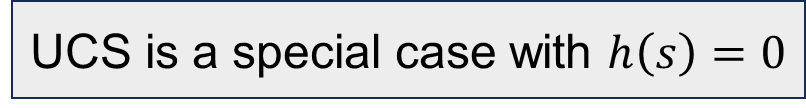 UCS is a special case with h(s) = 0